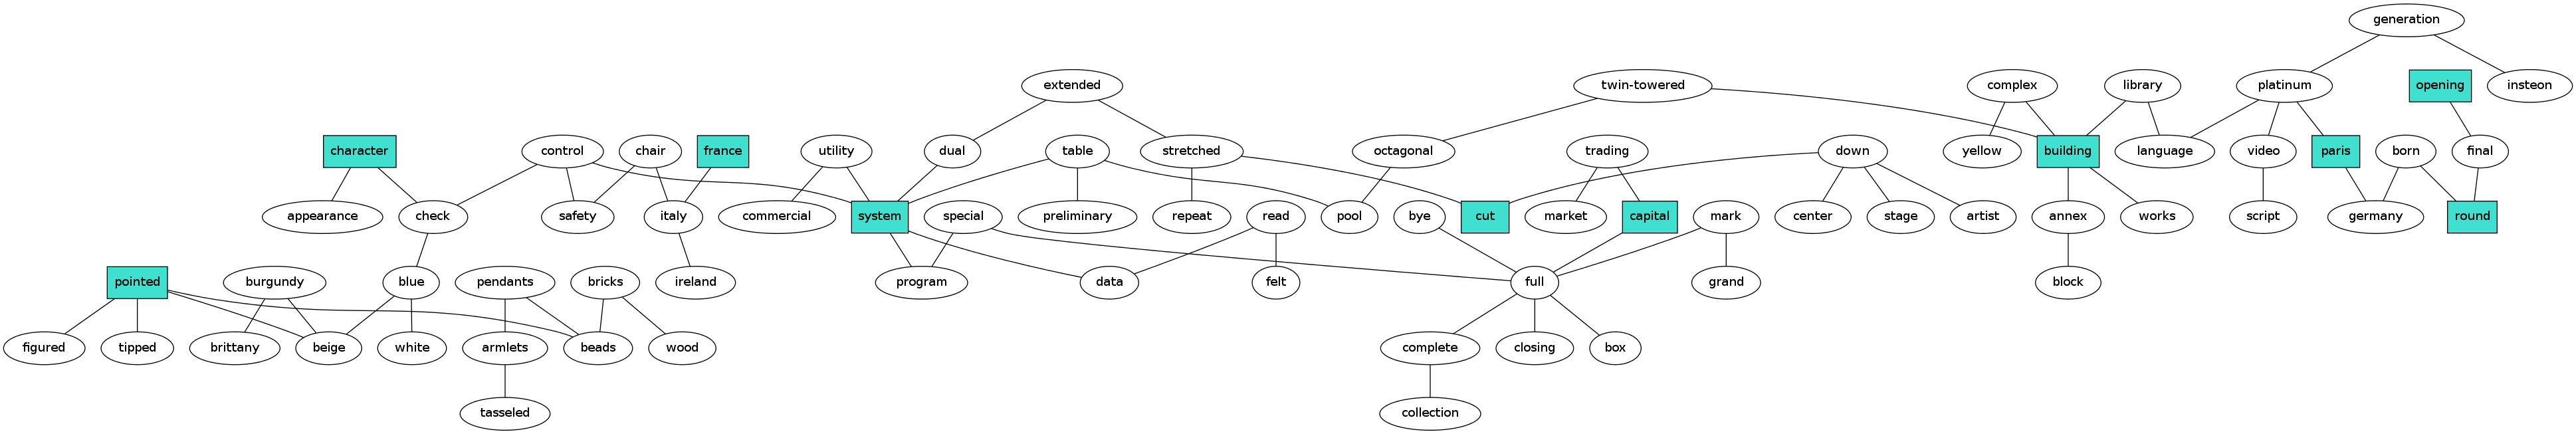 generation
extended
twin-towered
complex
library
platinum
opening
insteon
character
control
chair
france
utility
dual
table
stretched
octagonal
trading
down
yellow
building
language
video
paris
born
final
appearance
check
safety
italy
commercial
system
special
preliminary
repeat
read
pool
bye
cut
market
capital
mark
center
stage
artist
annex
works
script
germany
round
pointed
burgundy
blue
pendants
bricks
ireland
program
data
felt
full
grand
block
figured
tipped
brittany
beige
white
armlets
beads
wood
complete
closing
box
tasseled
collection